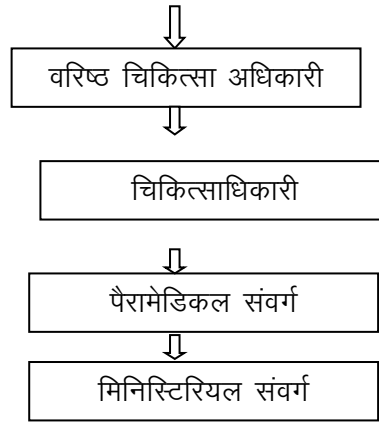 वरिष्ठ चिकित्सा अधिकारी
चिकित्साधिकारी
पैरामेडिकल संवर्ग
मिनिस्टिरियल संवर्ग